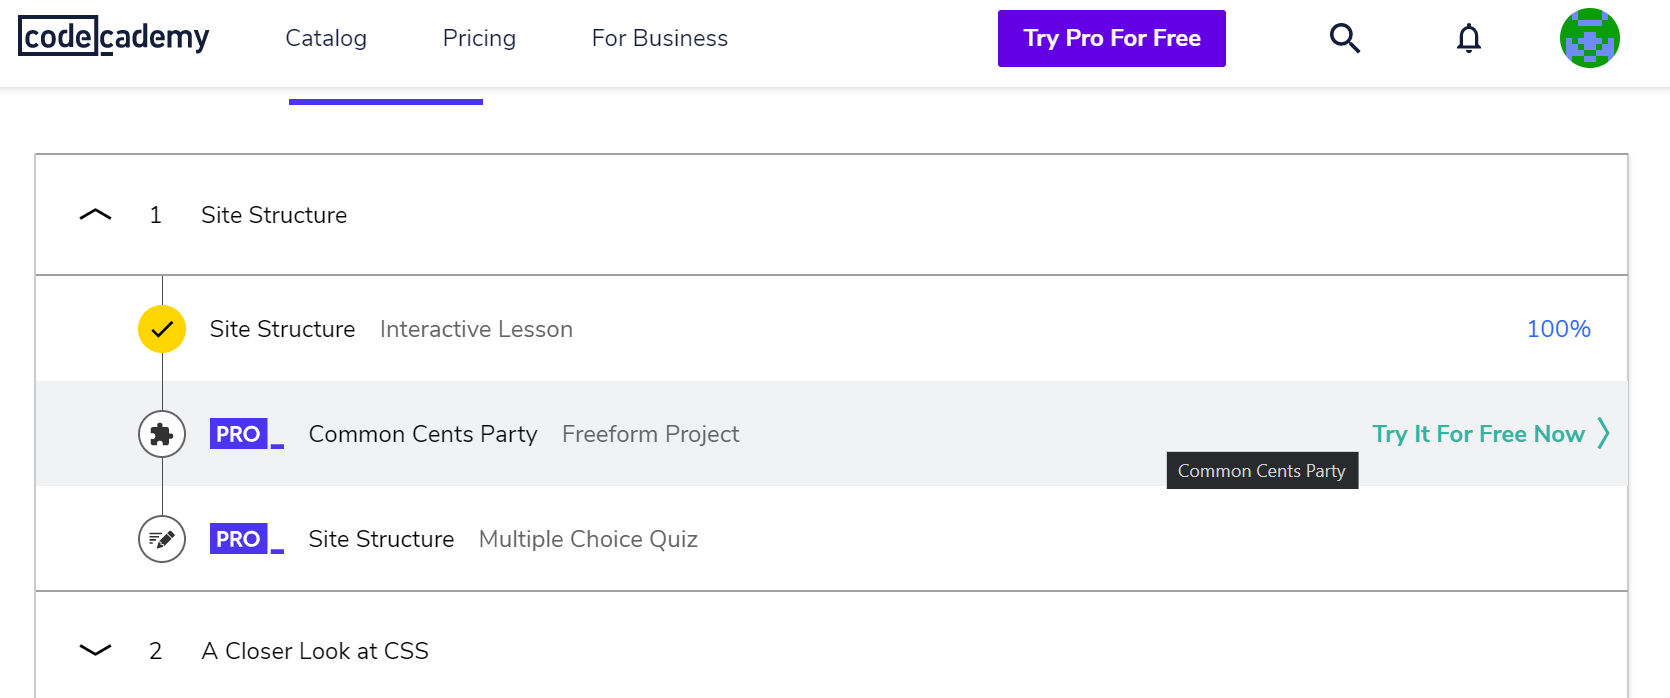 codecademy Catalog Pricing For Business Try Pro For Free
1 Site Structure
Site Structure Interactive Lesson 100%
PRO Common Cents Party Freeform Project Try It For Free Now
Common Cents Party
PRO Site Structure Multiple Choice Quiz
2 A Closer Look at CSS